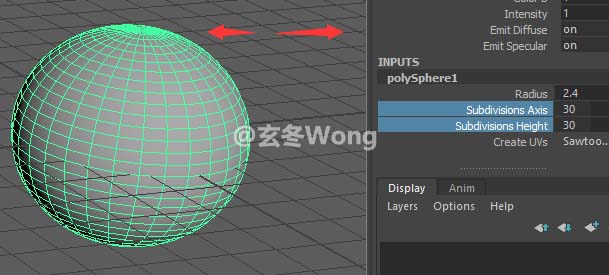 Intensity 1
Emit Diffuse on
Emit Specular on
INPUTS
polySphere1
Radius 2.4
Subdivisions Axis 30
Subdivisions Height 30
Create UVs Sawtoo...
@玄冬Wong
Display Anim
Layers Options Help